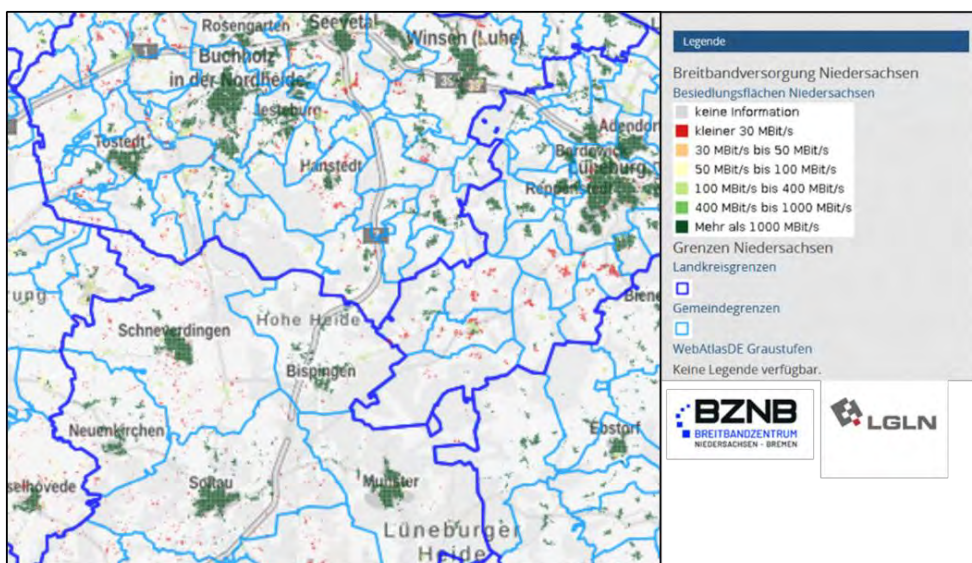 Rosengarten
Seevetal
Winsen (Luhe)
Buchholz
in der Nordheide
Jesteburg
Adendorf
Bardowick
Lüneburg
Tostedt
Hanstedt
Reppenstedt
Biene
Hohe Heide
Schneverdingen
Bispingen
Neuenkirchen
Ebstorf
selhövede
Soltau
Munster
Lüneburger
Heide
Legende
Breitbandversorgung Niedersachsen
Besiedlungsflächen Niedersachsen
keine Information
kleiner 30 MBit/s
30 MBit/s bis 50 MBit/s
50 MBit/s bis 100 MBit/s
100 MBit/s bis 400 MBit/s
400 MBit/s bis 1000 MBit/s
Mehr als 1000 MBit/s
Grenzen Niedersachsen
Landkreisgrenzen
Gemeindegrenzen
WebAtlasDE Graustufen
Keine Legende verfügbar.
BZNB
BREITBANDZENTRUM
NIEDERSACHSEN - BREMEN
LGLN